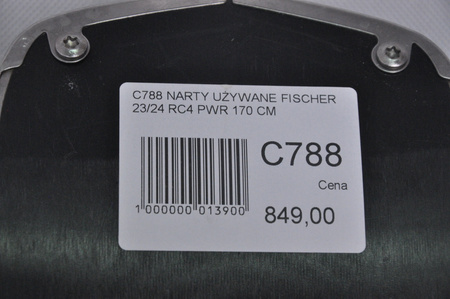 C788 NARTY UŻYWANE FISCHER
23/24 RC4 PWR 170 CM
C788
Cena
849,00
1 000000 013900